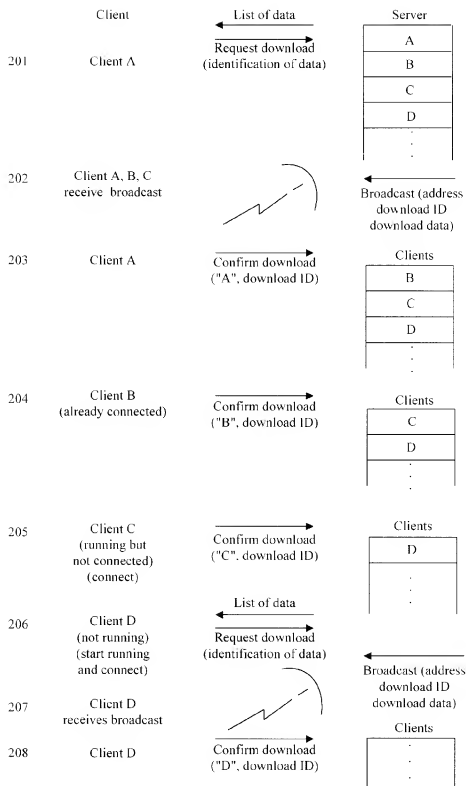 Client
List of data
Server
201
Client A
Request download
(identification of data)
A
B
C
D
202
Client A, B, C
receive broadcast
Broadcast (address
download ID
download data)
203
Client A
Confirm download
("A", download ID)
Clients
B
C
D
204
Client B
(already connected)
Confirm download
("B", download ID)
Clients
C
D
205
Client C
(running but
not connected)
(connect)
Confirm download
("C". download ID)
Clients
D
206
Client D
(not running)
(start running
and connect)
List of data
Request download
(identification of data)
Broadcast (address
download ID
download data)
207
Client D
receives broadcast
208
Client D
Confirm download
("D", download ID)
Clients